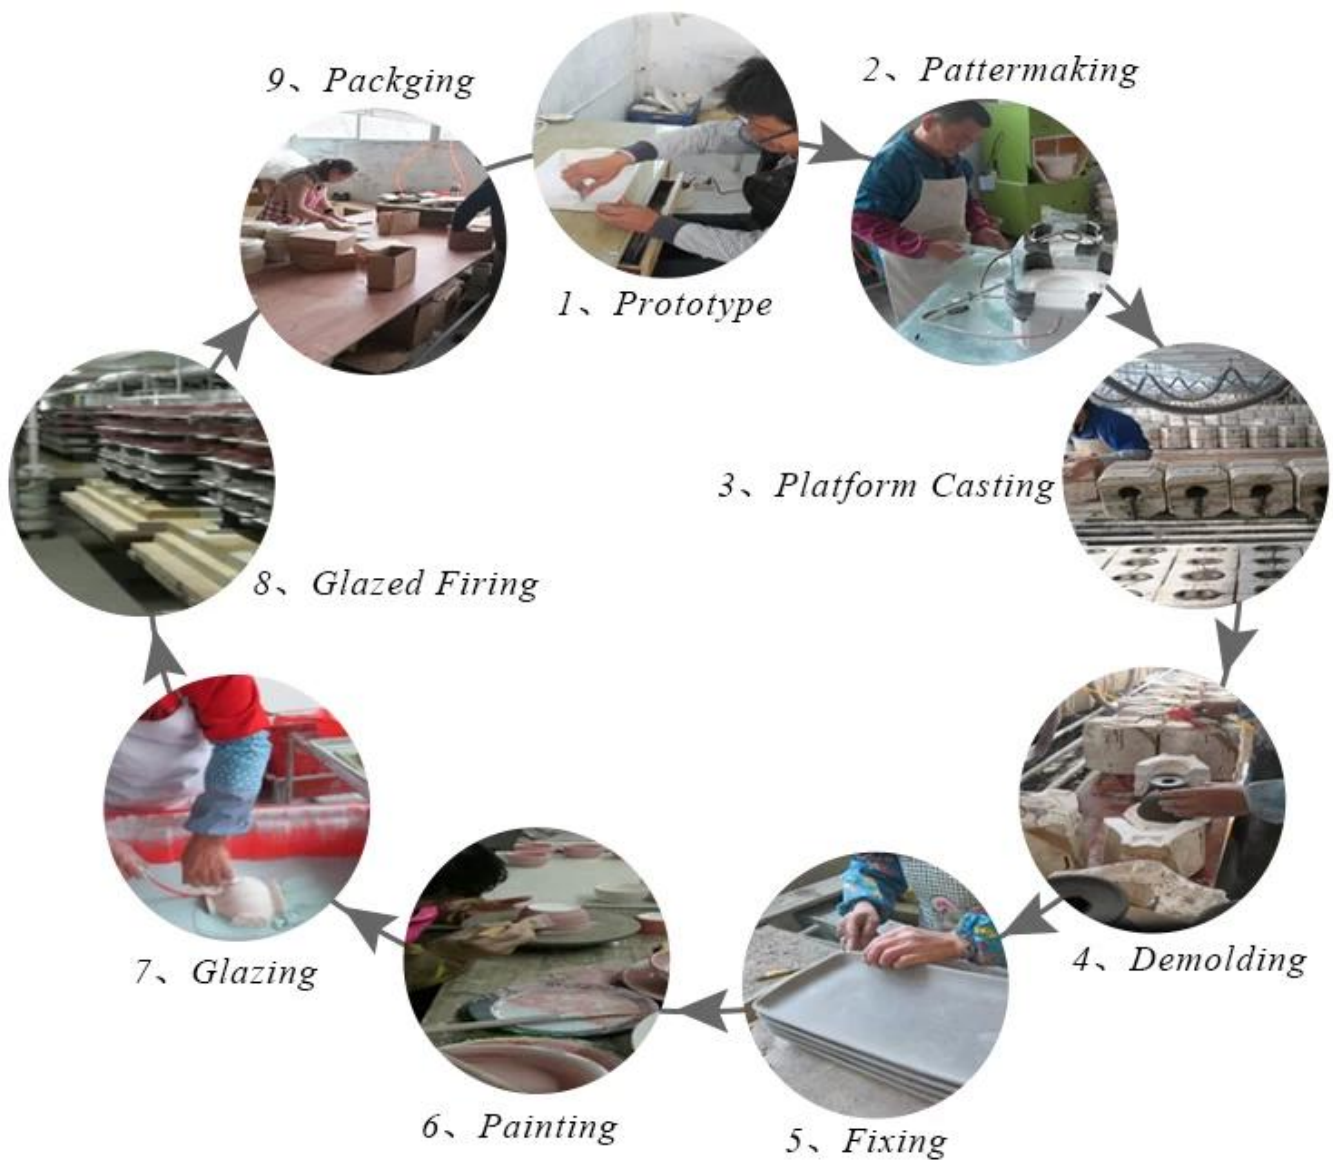 1、Prototype
2、Pattermaking
3、Platform Casting
4、Demolding
5、Fixing
6、Painting
7、Glazing
8、Glazed Firing
9、Packging